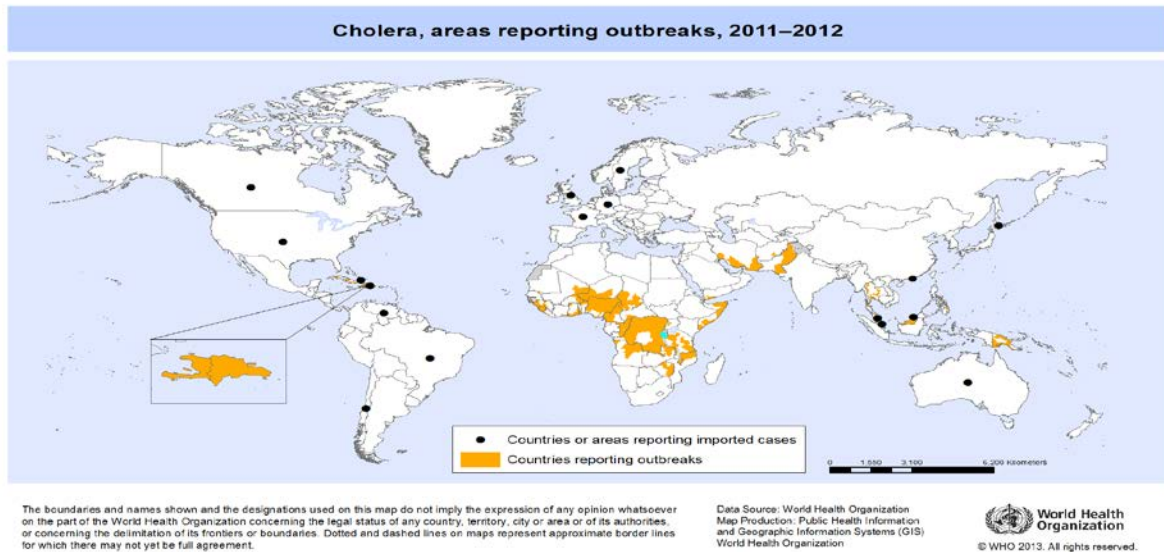 Cholera, areas reporting outbreaks, 2011–2012
Countries or areas reporting imported cases
Countries reporting outbreaks
0 1,550 3,100 6,200 Kilometers
The boundaries and names shown and the designations used on this map do not imply the expression of any opinion whatsoever
on the part of the World Health Organization concerning the legal status of any country, territory, city or area or of its authorities,
or concerning the delimitation of its frontiers or boundaries. Dotted and dashed lines on maps represent approximate border lines
for which there may not yet be full agreement.
Data Source: World Health Organization
Map Production: Public Health Information
and Geographic Information Systems (GIS)
World Health Organization
World Health
Organization
© WHO 2013. All rights reserved.